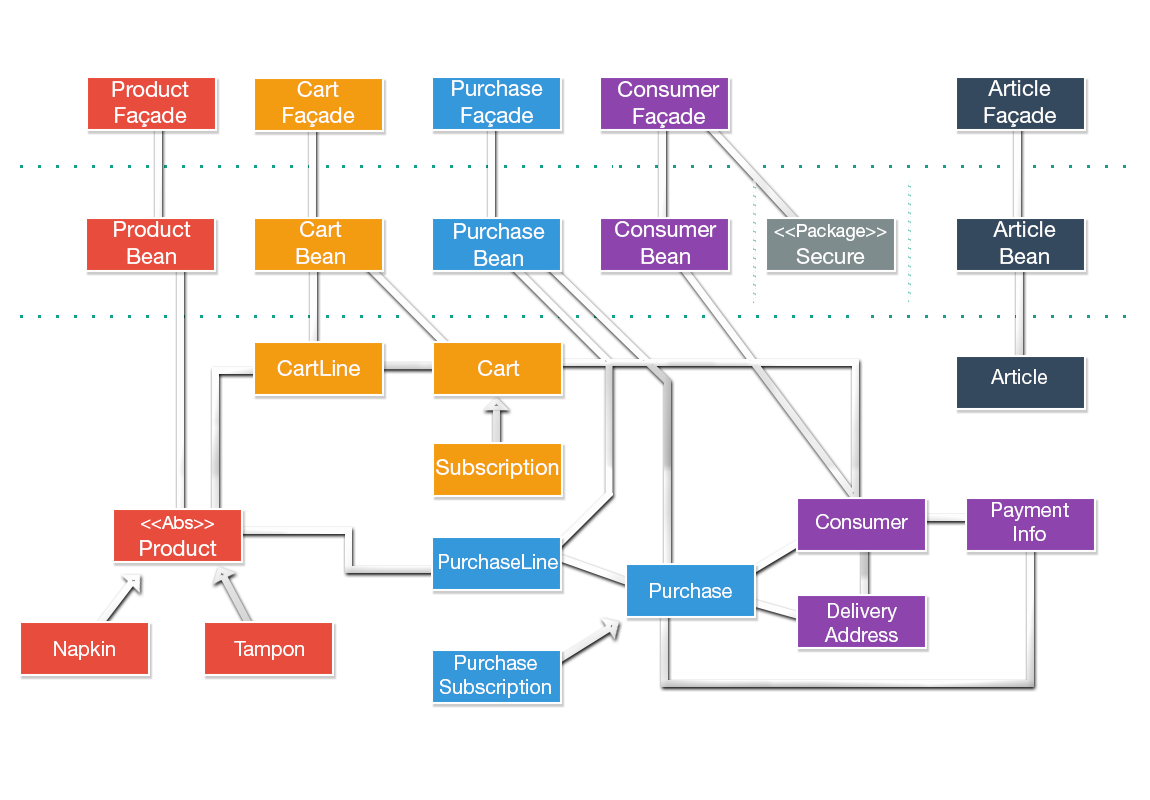 Product
Façade
Cart
Façade
Purchase
Façade
Consumer
Façade
Article
Façade
Product
Bean
Cart
Bean
Purchase
Bean
Consumer
Bean
<<Package>>
Secure
Article
Bean
CartLine
Cart
Article
Subscription
<<Abs>>
Product
PurchaseLine
Purchase
Consumer
Payment
Info
Delivery
Address
Napkin
Tampon
Purchase
Subscription